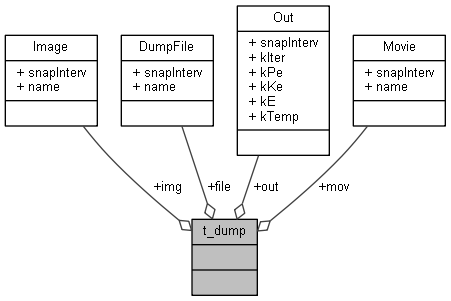 Image
+ snapInterv
+ name
DumpFile
+ snapInterv
+ name
Out
+ snapInterv
+ kIter
+ kPe
+ kKe
+ kE
+ kTemp
Movie
+ snapInterv
+ name
+img
+file
+out
+mov
t_dump